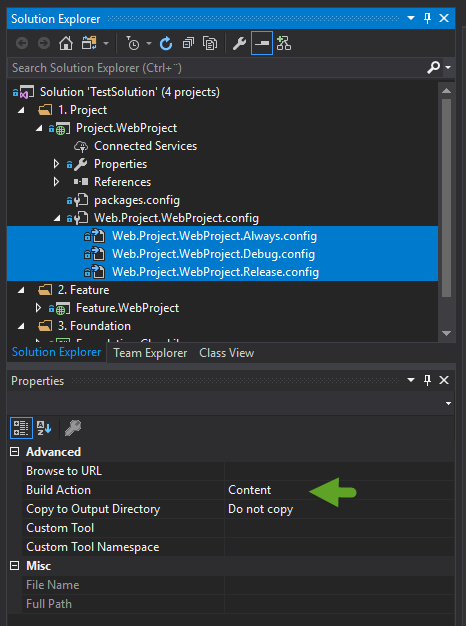 Solution Explorer
Search Solution Explorer (Ctrl+¨)
Solution 'TestSolution' (4 projects)
1. Project
Project.WebProject
Connected Services
Properties
References
packages.config
Web.Project.WebProject.config
Web.Project.WebProject.Always.config
Web.Project.WebProject.Debug.config
Web.Project.WebProject.Release.config
2. Feature
Feature.WebProject
3. Foundation
Solution Explorer Team Explorer Class View
Properties
Advanced
Browse to URL
Build Action Content
Copy to Output Directory Do not copy
Custom Tool
Custom Tool Namespace
Misc
File Name
Full Path